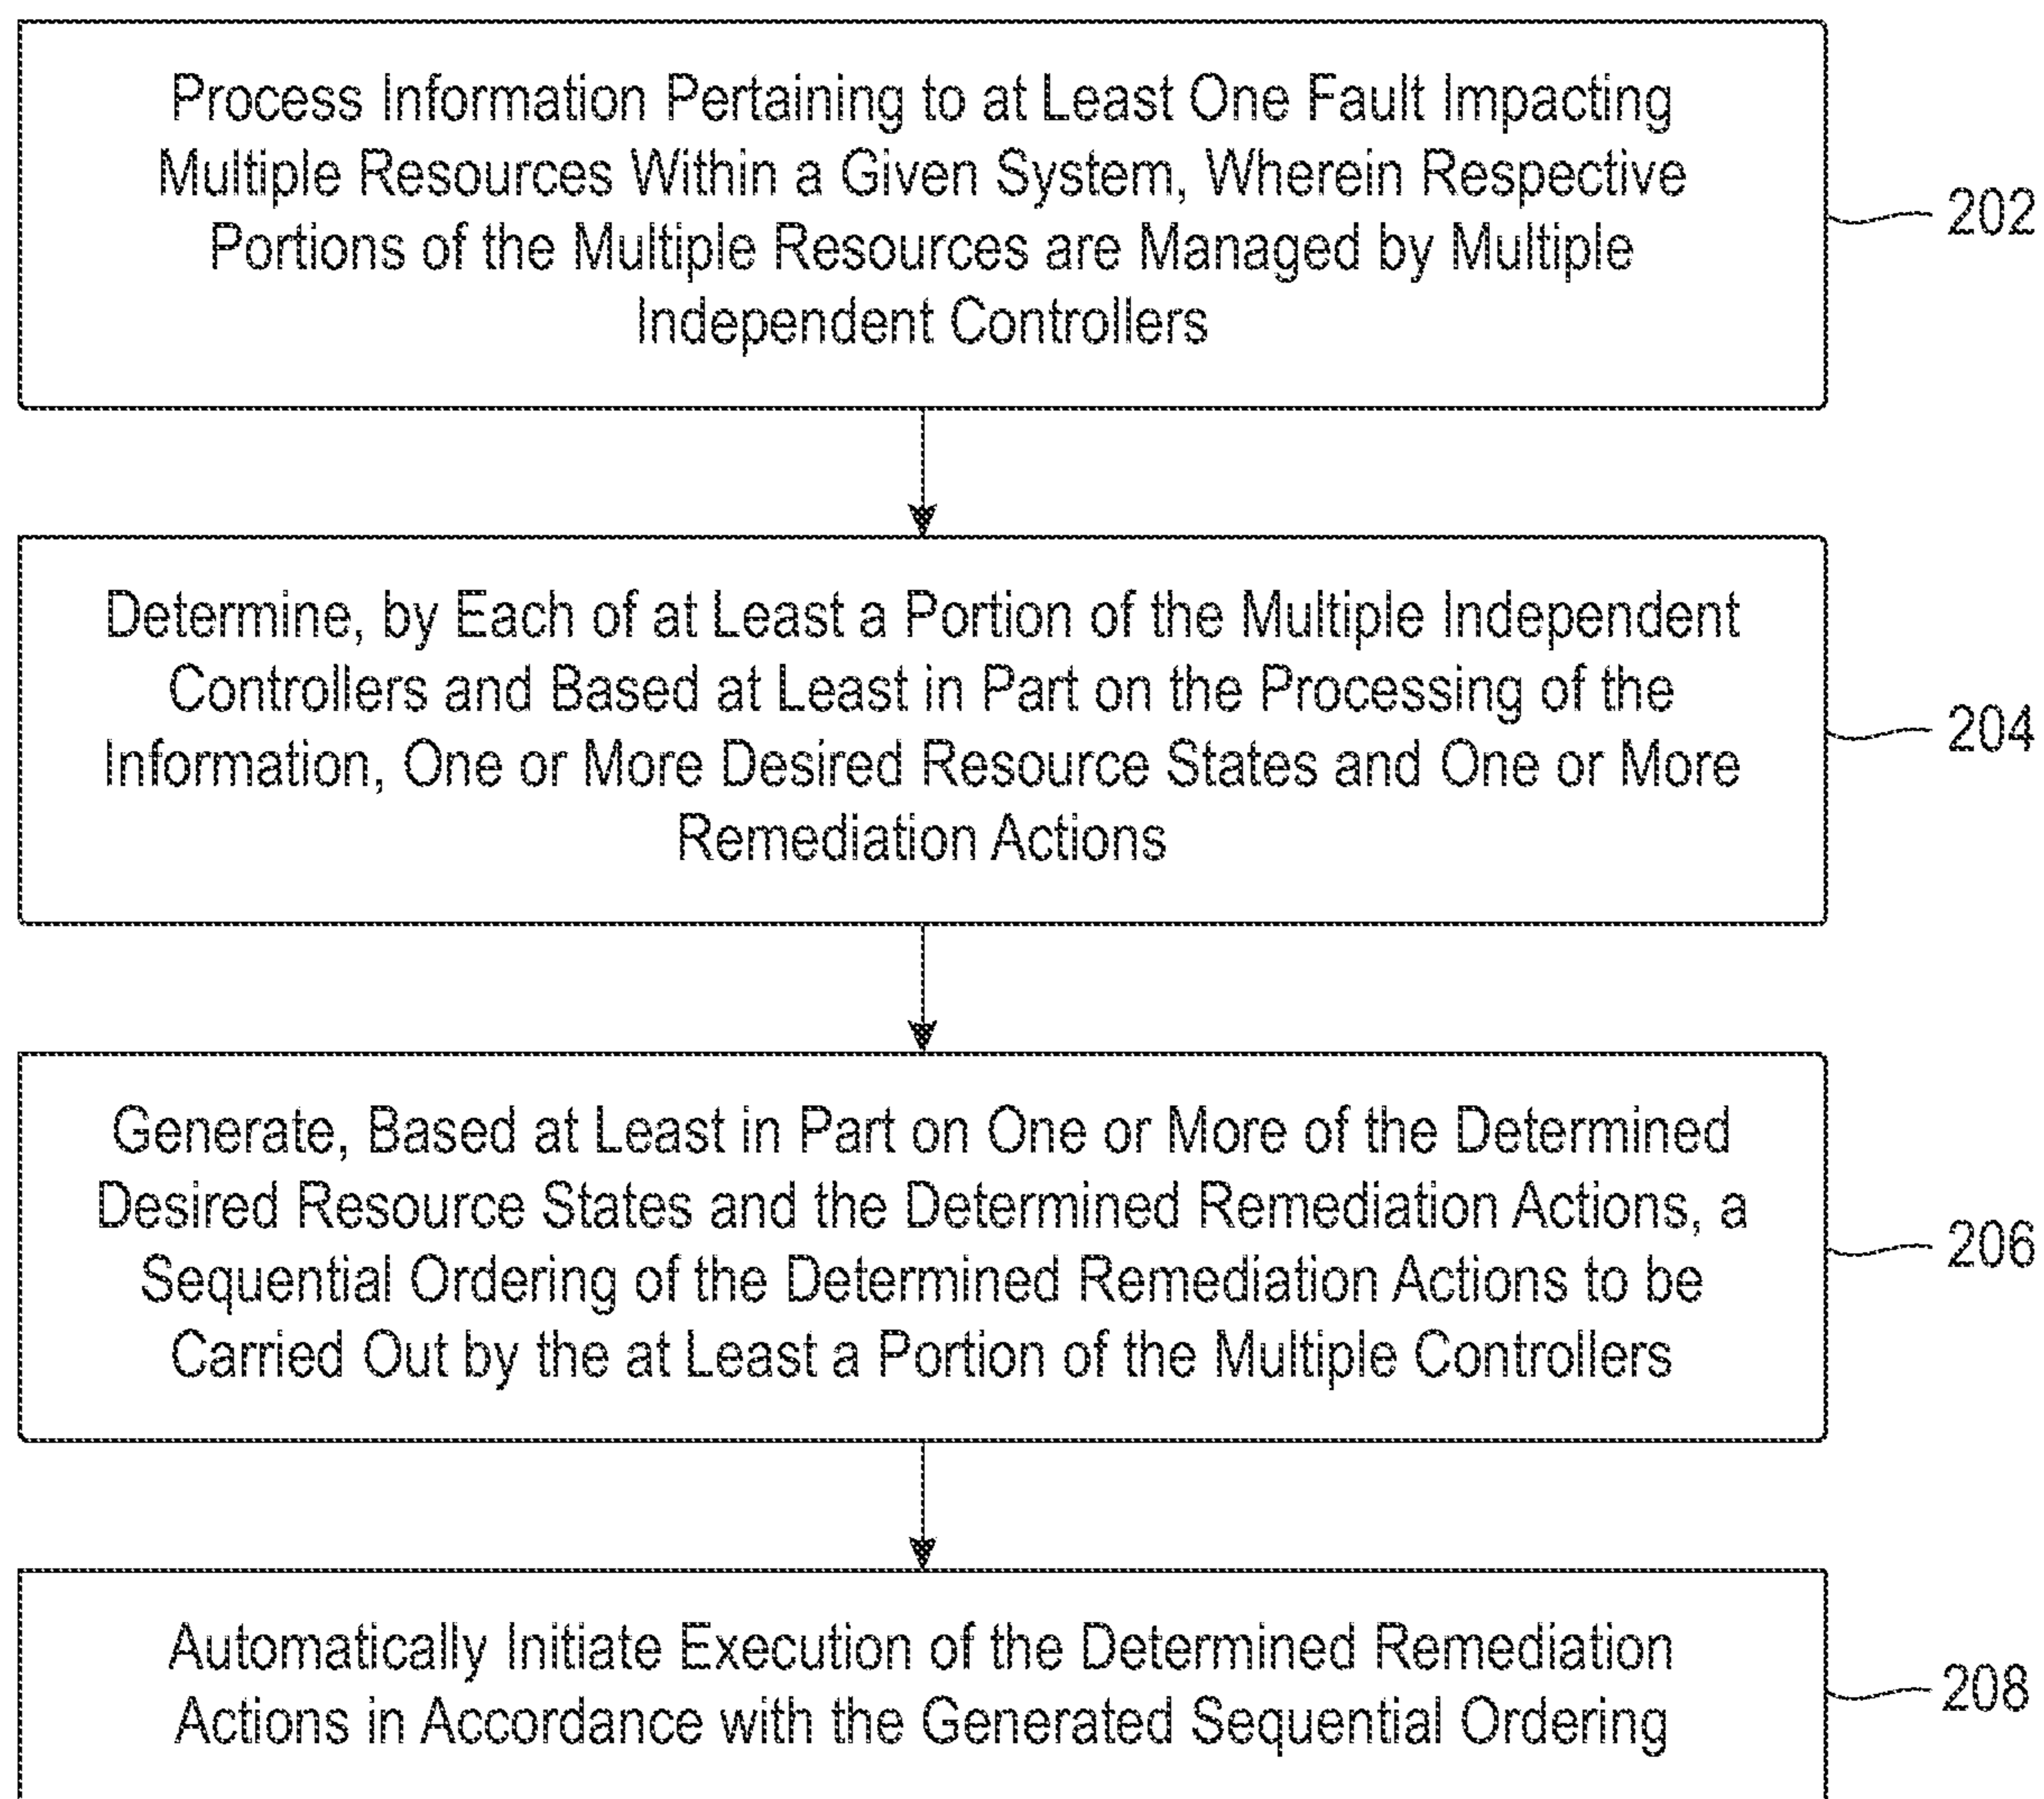 Process Information Pertaining to at Least One Fault Impacting
Multiple Resources Within a Given System, Wherein Respective
Portions of the Multiple Resources are Managed by Multiple
Independent Controllers
202
Determine, by Each of at Least a Portion of the Multiple Independent
Controllers and Based at Least in Part on the Processing of the
Information, One or More Desired Resource States and One or More
Remediation Actions
204
Generate, Based at Least in Part on One or More of the Determined
Desired Resource States and the Determined Remediation Actions, a
Sequential Ordering of the Determined Remediation Actions to be
Carried Out by the at Least a Portion of the Multiple Controllers
206
Automatically Initiate Execution of the Determined Remediation
Actions in Accordance with the Generated Sequential Ordering
208